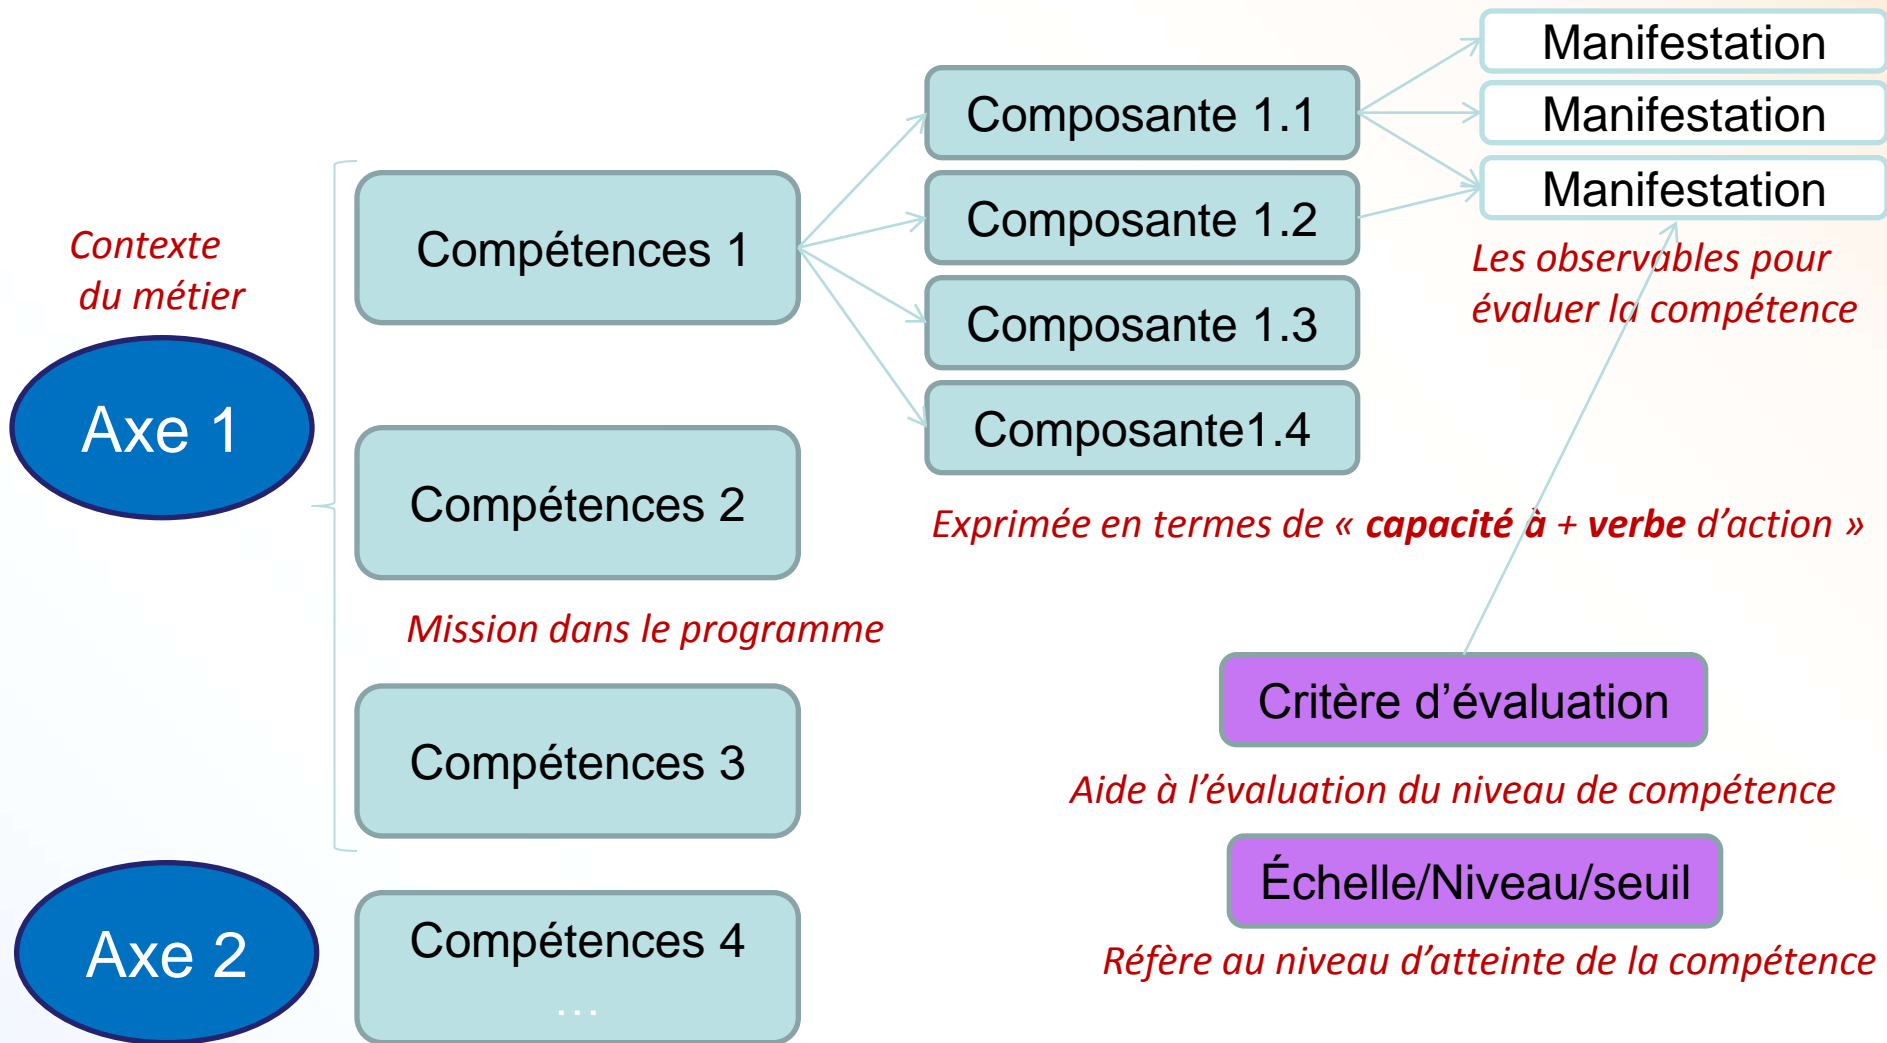 Contexte
du métier
Axe 1
Axe 2
Compétences 1
Compétences 2
Mission dans le programme
Compétences 3
Compétences 4
...
Composante 1.1
Composante 1.2
Composante 1.3
Composante1.4
Exprimée en termes de « capacité à + verbe d’action »
Manifestation
Manifestation
Manifestation
Les observables pour
évaluer la compétence
Critère d’évaluation
Aide à l’évaluation du niveau de compétence
Échelle/Niveau/seuil
Réfère au niveau d’atteinte de la compétence